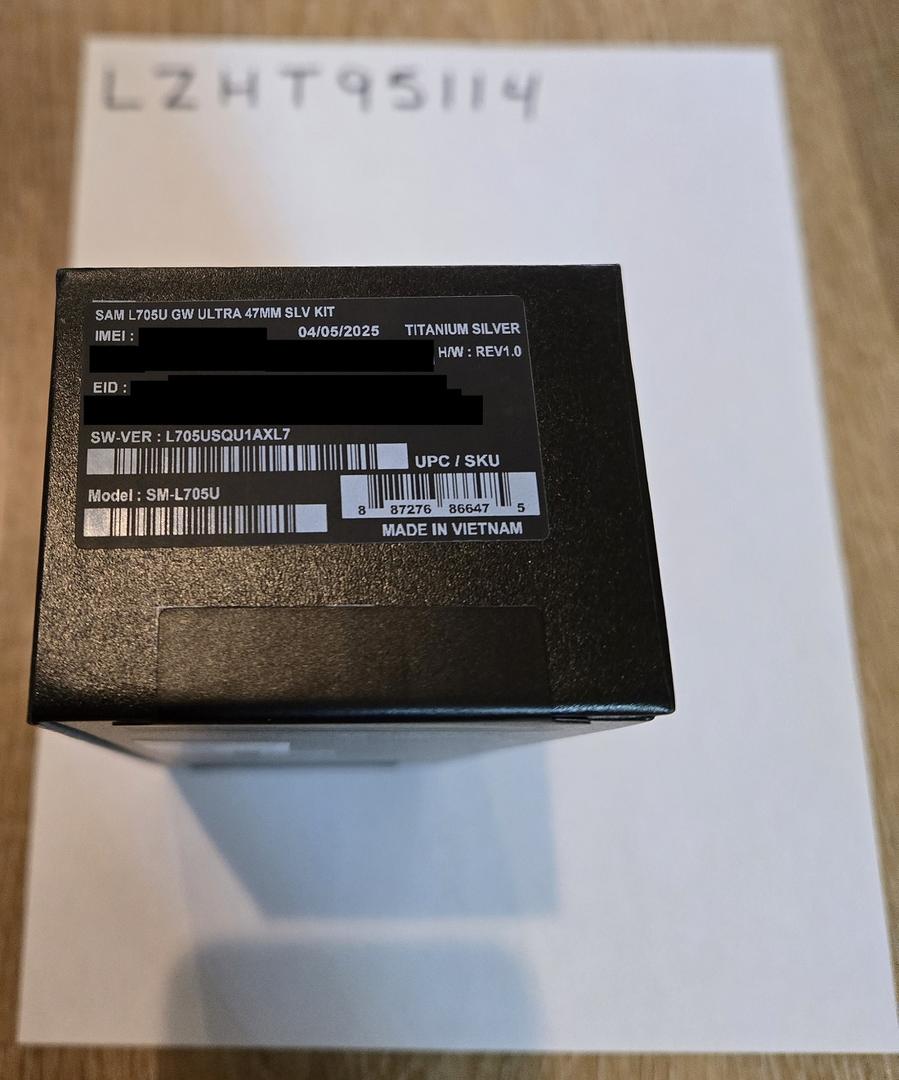 LZHT95114
SAM L705U GW ULTRA 47MM SLV KIT
IMEI : 04/05/2025 TITANIUM SILVER
H/W : REV1.0
EID :
SW-VER : L705USQU1AXL7
UPC / SKU
Model : SM-L705U
8 87276 86647 5
MADE IN VIETNAM